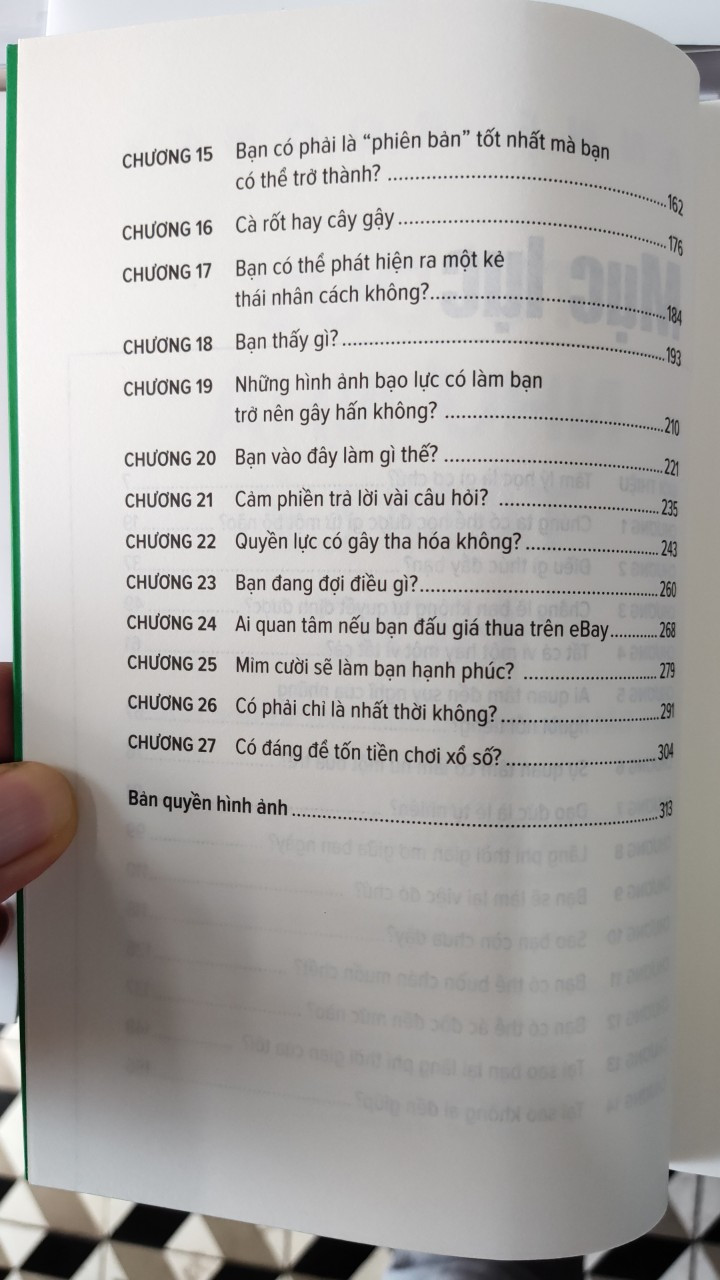 CHƯƠNG 15 Bạn có phải là “phiên bản” tốt nhất mà bạn
có thể trở thành? ........ 162
CHƯƠNG 16 Cà rốt hay cây gậy ........ 176
CHƯƠNG 17 Bạn có thể phát hiện ra một kẻ
thái nhân cách không? ........ 184
CHƯƠNG 18 Bạn thấy gì? ........ 193
CHƯƠNG 19 Những hình ảnh bạo lực có làm bạn
trở nên gây hấn không? ........ 210
CHƯƠNG 20 Bạn vào đây làm gì thế? ........ 221
CHƯƠNG 21 Cảm phiền trả lời vài câu hỏi? ........ 235
CHƯƠNG 22 Quyền lực có gây tha hóa không? ........ 243
CHƯƠNG 23 Bạn đang đợi điều gì? ........ 260
CHƯƠNG 24 Ai quan tâm nếu bạn đấu giá thua trên eBay ........ 268
CHƯƠNG 25 Mỉm cười sẽ làm bạn hạnh phúc? ........ 279
CHƯƠNG 26 Có phải chỉ là nhất thời không? ........ 291
CHƯƠNG 27 Có đáng để tốn tiền chơi xổ số? ........ 304
Bản quyền hình ảnh ........ 313